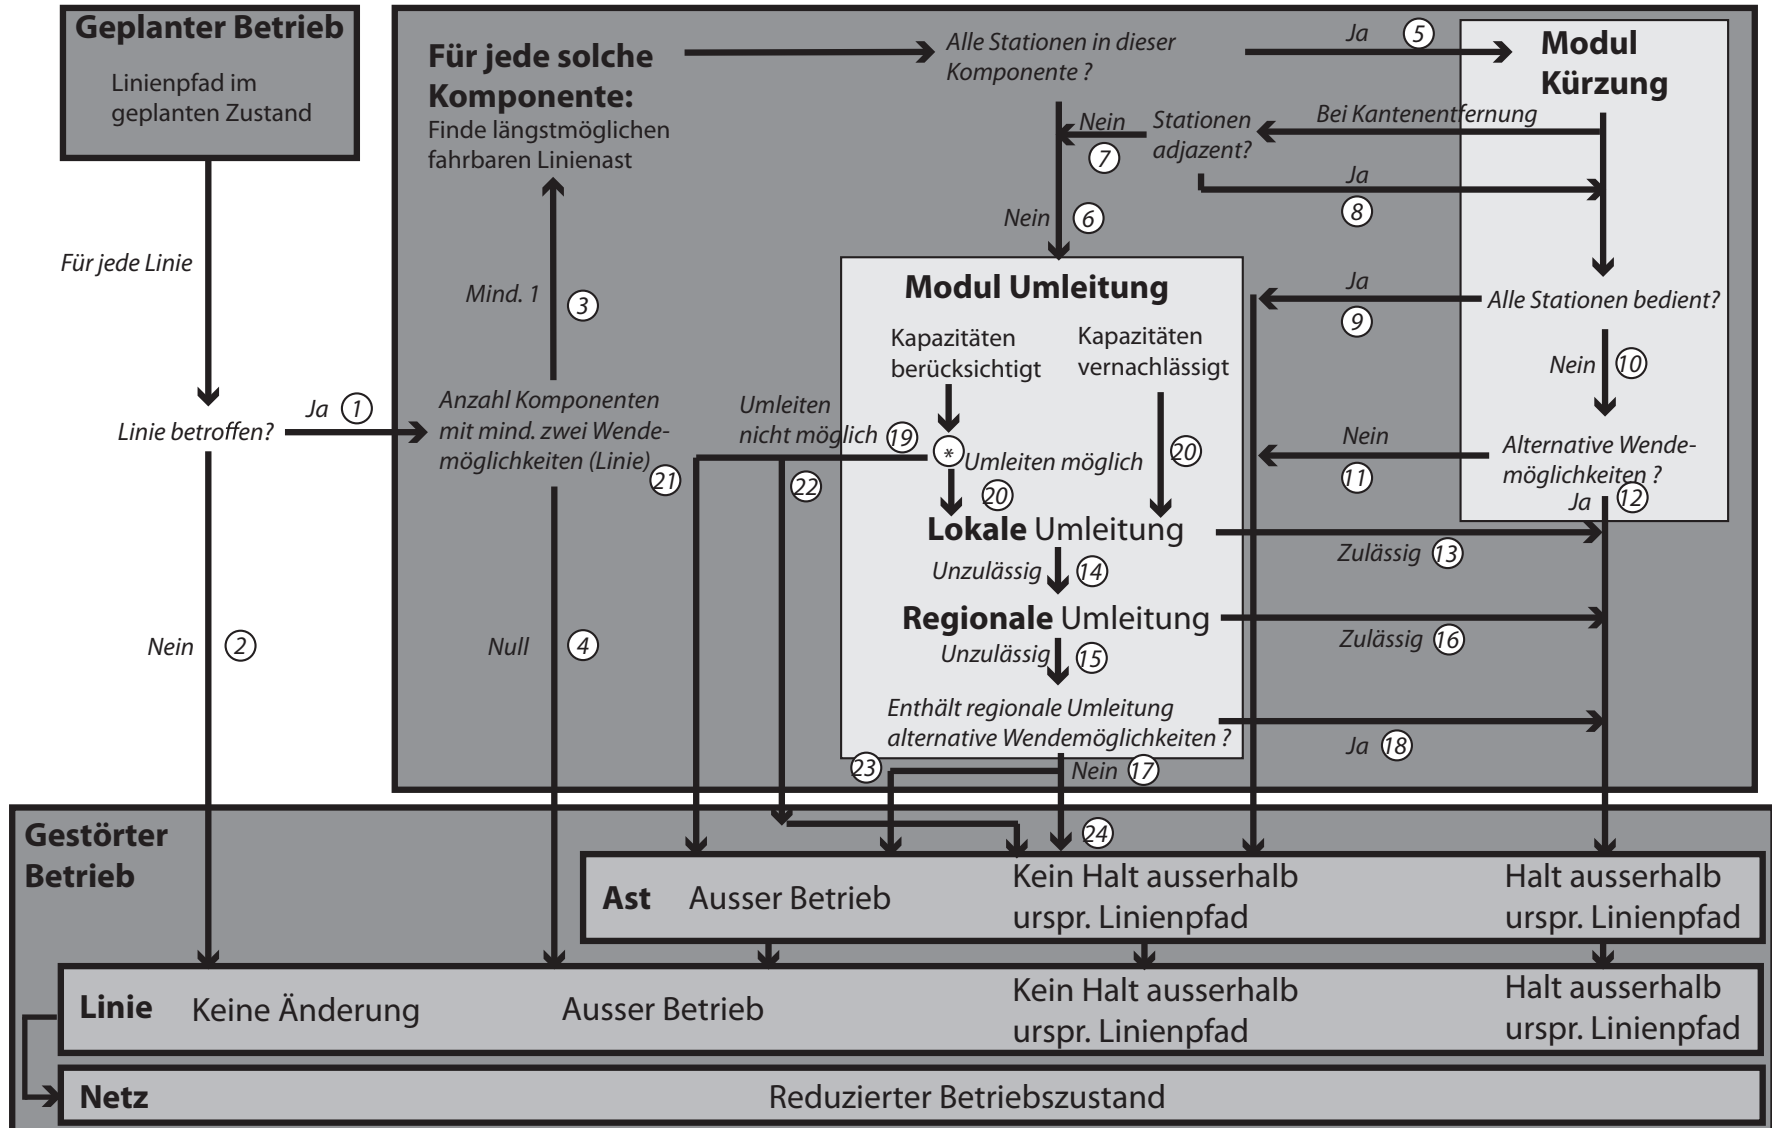 Geplanter Betrieb
Linienpfad im
geplanten Zustand
Für jede Linie
Linie betroffen?
Ja 1
Nein 2
Für jede solche
Komponente:
Finde längstmöglichen
fahrbaren Linienast
Mind. 1 3
Anzahl Komponenten
mit mind. zwei Wende-
möglichkeiten (Linie)
Null 4
Alle Stationen in dieser
Komponente ?
Ja 5
Modul
Kürzung
Bei Kantenentfernung
Stationen
adjazent?
Nein
7
Ja
8
Nein 6
Alle Stationen bedient?
Ja
9
Nein 10
Alternative Wende-
möglichkeiten ?
Nein
11
Ja 12
Modul Umleitung
Kapazitäten
berücksichtigt
Kapazitäten
vernachlässigt
Umleiten
nicht möglich 19
21
22
* Umleiten möglich
20
20
Lokale Umleitung
Zulässig 13
Unzulässig 14
Regionale Umleitung
Zulässig 16
Unzulässig 15
Enthält regionale Umleitung
alternative Wendemöglichkeiten ?
Ja 18
23
Nein 17
24
Gestörter
Betrieb
Ast
Ausser Betrieb
Kein Halt ausserhalb
urspr. Linienpfad
Halt ausserhalb
urspr. Linienpfad
Linie
Keine Änderung
Ausser Betrieb
Kein Halt ausserhalb
urspr. Linienpfad
Halt ausserhalb
urspr. Linienpfad
Netz
Reduzierter Betriebszustand